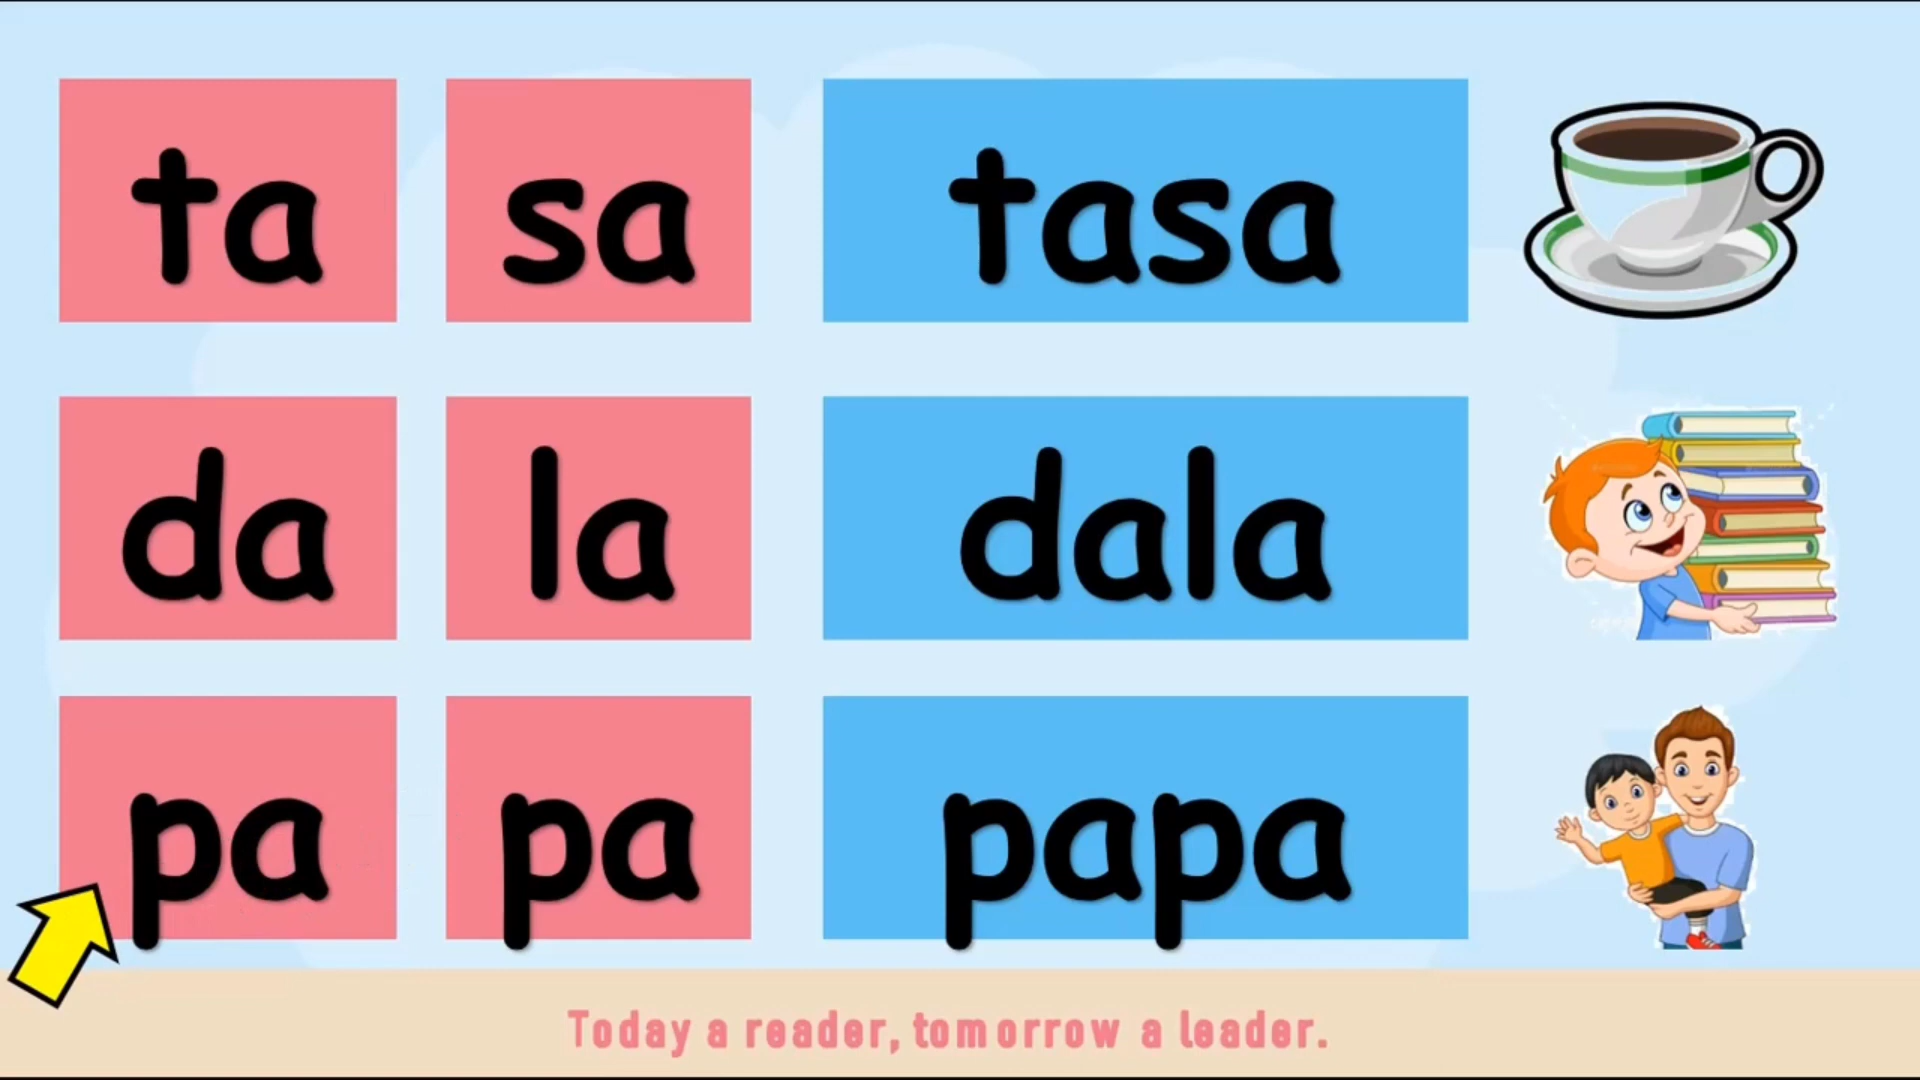 ta sa tasa
da la dala
pa pa papa
Today a reader, tomorrow a leader.